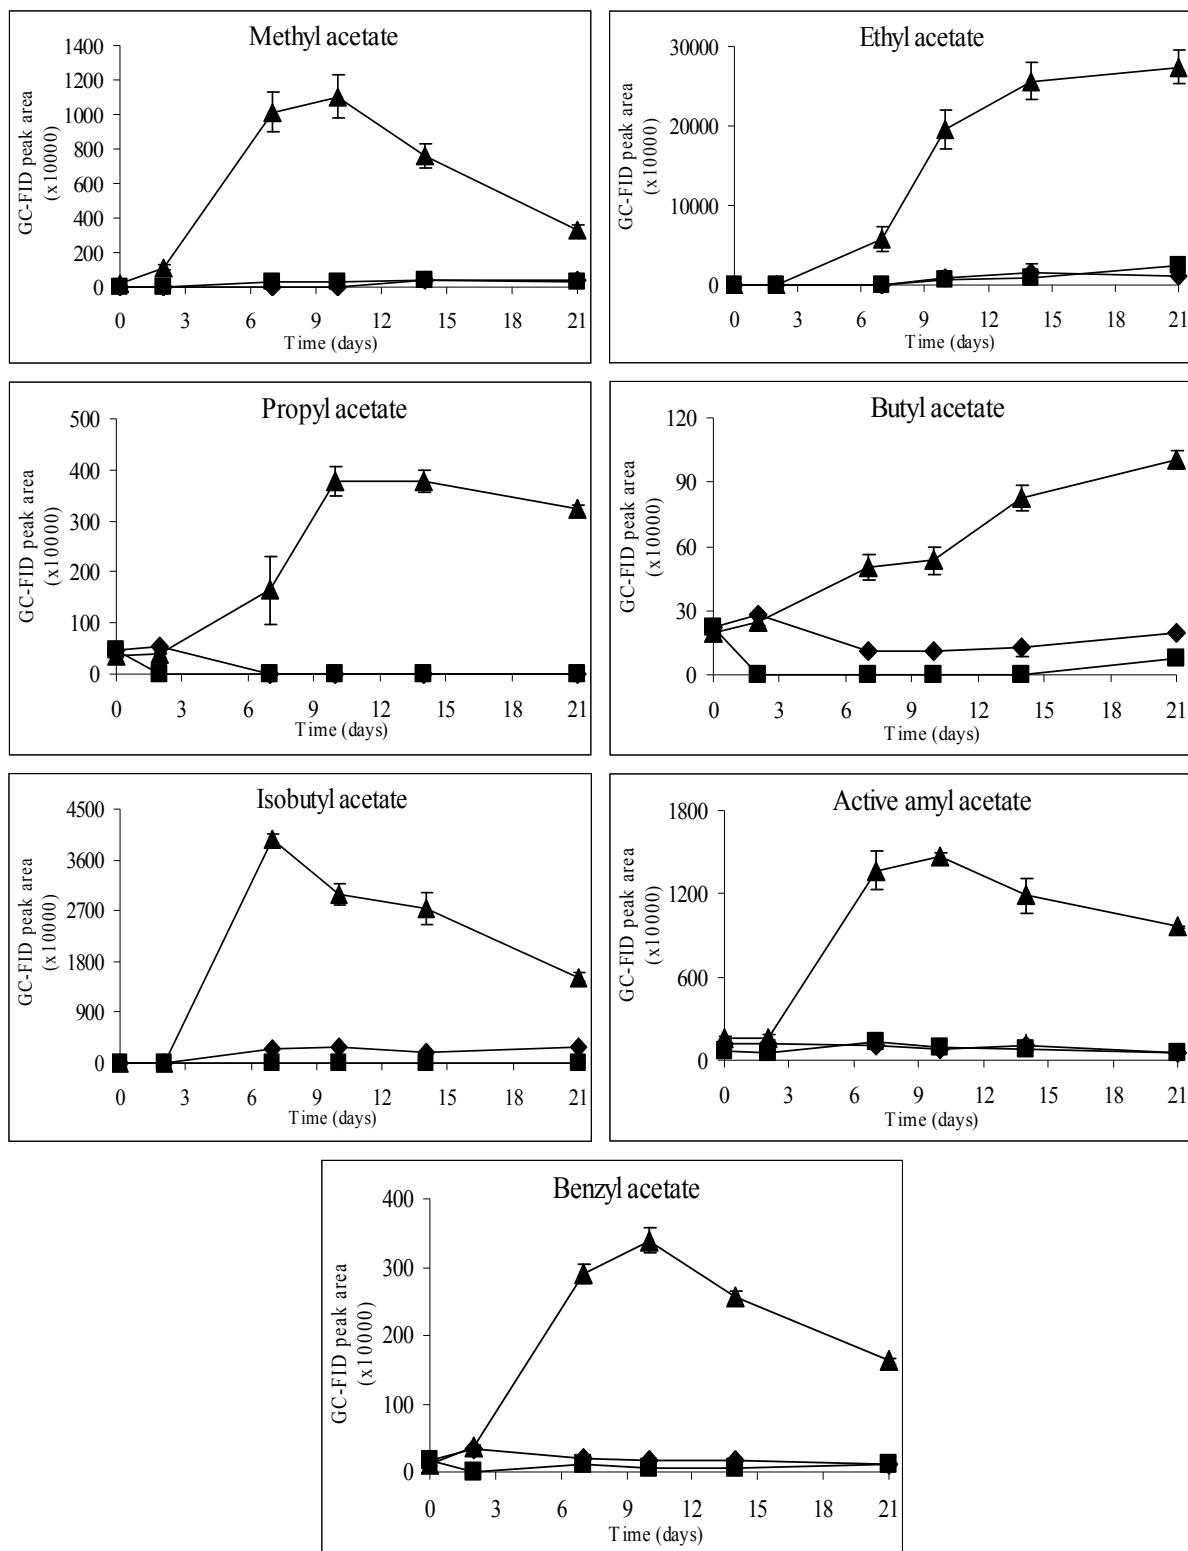 Methyl acetate
1400
1200
1000
800
600
400
200
0
GC-FID peak area
(x10000)
0 3 6 9 12 15 18 21
Time (days)
Ethyl acetate
30000
20000
10000
0
GC-FID peak area
(x10000)
0 3 6 9 12 15 18 21
Time (days)
Propyl acetate
500
400
300
200
100
0
GC-FID peak area
(x10000)
0 3 6 9 12 15 18 21
Time (days)
Butyl acetate
120
90
60
30
0
GC-FID peak area
(x10000)
0 3 6 9 12 15 18 21
Time (days)
Isobutyl acetate
4500
3600
2700
1800
900
0
GC-FID peak area
(x10000)
0 3 6 9 12 15 18 21
Time (days)
Active amyl acetate
1800
1200
600
0
GC-FID peak area
(x10000)
0 3 6 9 12 15 18 21
Time (days)
Benzyl acetate
400
300
200
100
0
GC-FID peak area
(x10000)
0 3 6 9 12 15 18 21
Time (days)